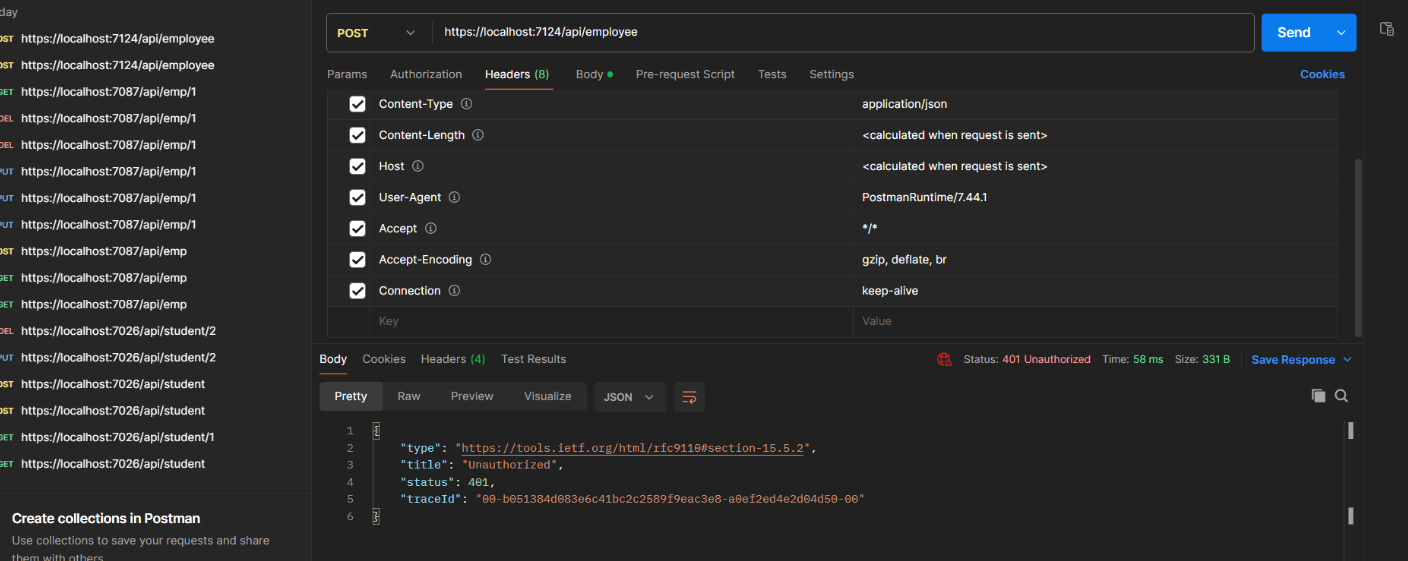 day
OST https://localhost:7124/api/employee
OST https://localhost:7124/api/employee
GET https://localhost:7087/api/emp/1
DEL https://localhost:7087/api/emp/1
DEL https://localhost:7087/api/emp/1
PUT https://localhost:7087/api/emp/1
PUT https://localhost:7087/api/emp/1
PUT https://localhost:7087/api/emp/1
OST https://localhost:7087/api/emp
GET https://localhost:7087/api/emp
GET https://localhost:7087/api/emp
DEL https://localhost:7026/api/student/2
PUT https://localhost:7026/api/student/2
OST https://localhost:7026/api/student
OST https://localhost:7026/api/student
GET https://localhost:7026/api/student/1
GET https://localhost:7026/api/student
Create collections in Postman
Use collections to save your requests and share
them with others
POST https://localhost:7124/api/employee Send
Params Authorization Headers (8) Body Pre-request Script Tests Settings Cookies
Content-Type application/json
Content-Length <calculated when request is sent>
Host <calculated when request is sent>
User-Agent PostmanRuntime/7.44.1
Accept */*
Accept-Encoding gzip, deflate, br
Connection keep-alive
Key Value
Body Cookies Headers (4) Test Results Status: 401 Unauthorized Time: 58 ms Size: 331 B Save Response
Pretty Raw Preview Visualize JSON
1 {
2 "type": "https://tools.ietf.org/html/rfc9110#section-15.5.2",
3 "title": "Unauthorized",
4 "status": 401,
5 "traceId": "00-b051384d083e6c41bc2c2589f9eac3e8-a0ef2ed4e2d04d50-00"
6 }